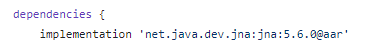 dependencies {
implementation 'net.java.dev.jna:jna:5.6.0@aar'